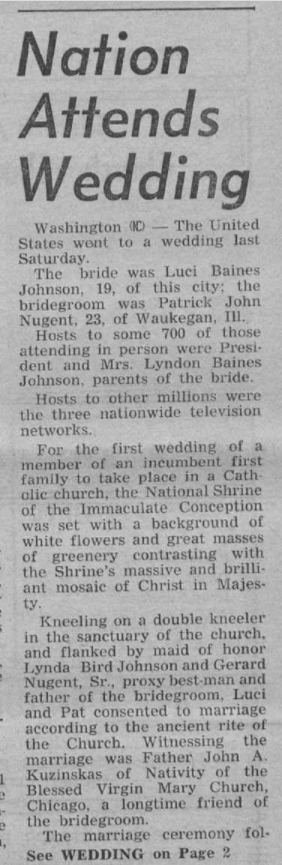 Nation
Attends
Wedding
Washington (NC) — The United
States went to a wedding last
Saturday.
The bride was Luci Baines
Johnson, 19, of this city; the
bridegroom was Patrick John
Nugent, 23, of Waukegan, Ill.
Hosts to some 700 of those
attending in person were Presi-
dent and Mrs. Lyndon Baines
Johnson, parents of the bride.
Hosts to other millions were
the three nationwide television
networks.
For the first wedding of a
member of an incumbent first
family to take place in a Cath-
olic church, the National Shrine
of the Immaculate Conception
was set with a background of
white flowers and great masses
of greenery contrasting with
the Shrine's massive and brilli-
ant mosaic of Christ in Majes-
ty.
Kneeling on a double kneeler
in the sanctuary of the church,
and flanked by maid of honor
Lynda Bird Johnson and Gerard
Nugent, Sr., proxy best-man and
father of the bridegroom, Luci
and Pat consented to marriage
according to the ancient rite of
the Church. Witnessing the
marriage was Father John A.
Kuzinskas of Nativity of the
Blessed Virgin Mary Church,
Chicago, a longtime friend of
the bridegroom.
The marriage ceremony fol-
See WEDDING on Page 2